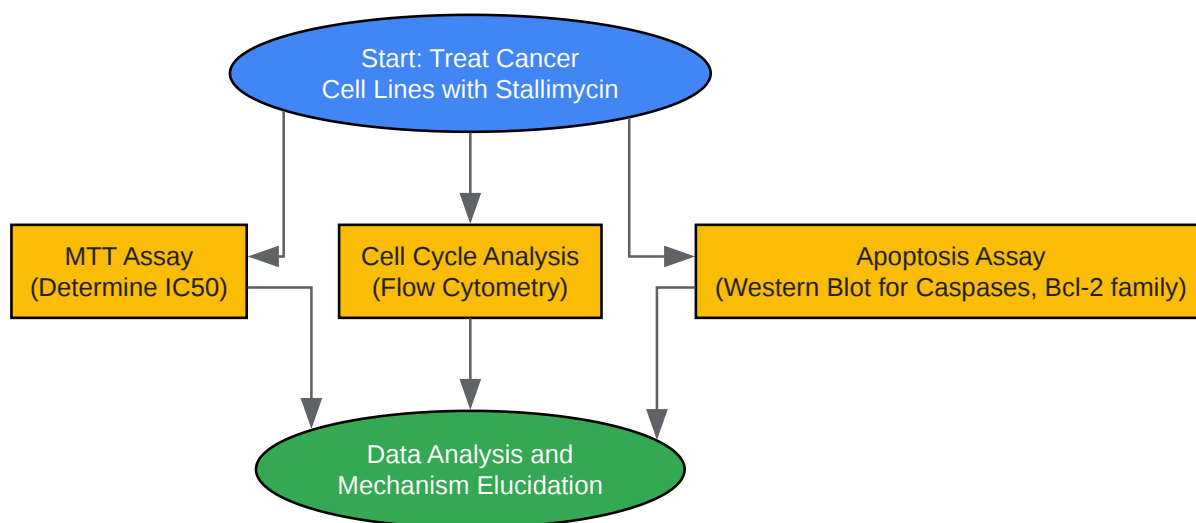 Start: Treat Cancer
Cell Lines with Stallimycin
MTT Assay
(Determine IC50)
Cell Cycle Analysis
(Flow Cytometry)
Apoptosis Assay
(Western Blot for Caspases, Bcl-2 family)
Data Analysis and
Mechanism Elucidation